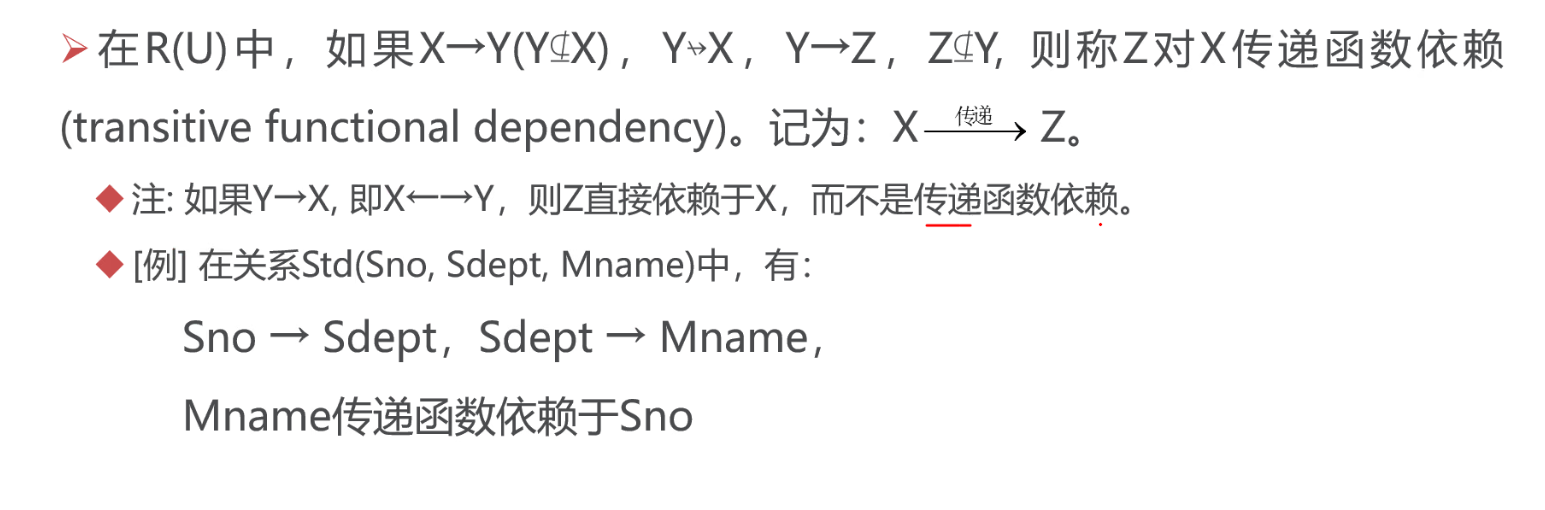 ➢在R(U)中，如果X→Y(Y⊈X)，Y↛X，Y→Z，Z⊈Y, 则称Z对X传递函数依赖
(transitive functional dependency)。记为：X 传递→ Z。
◆注: 如果Y→X, 即X←→Y，则Z直接依赖于X，而不是传递函数依赖。
◆[例] 在关系Std(Sno, Sdept, Mname)中，有：
Sno → Sdept，Sdept → Mname，
Mname传递函数依赖于Sno